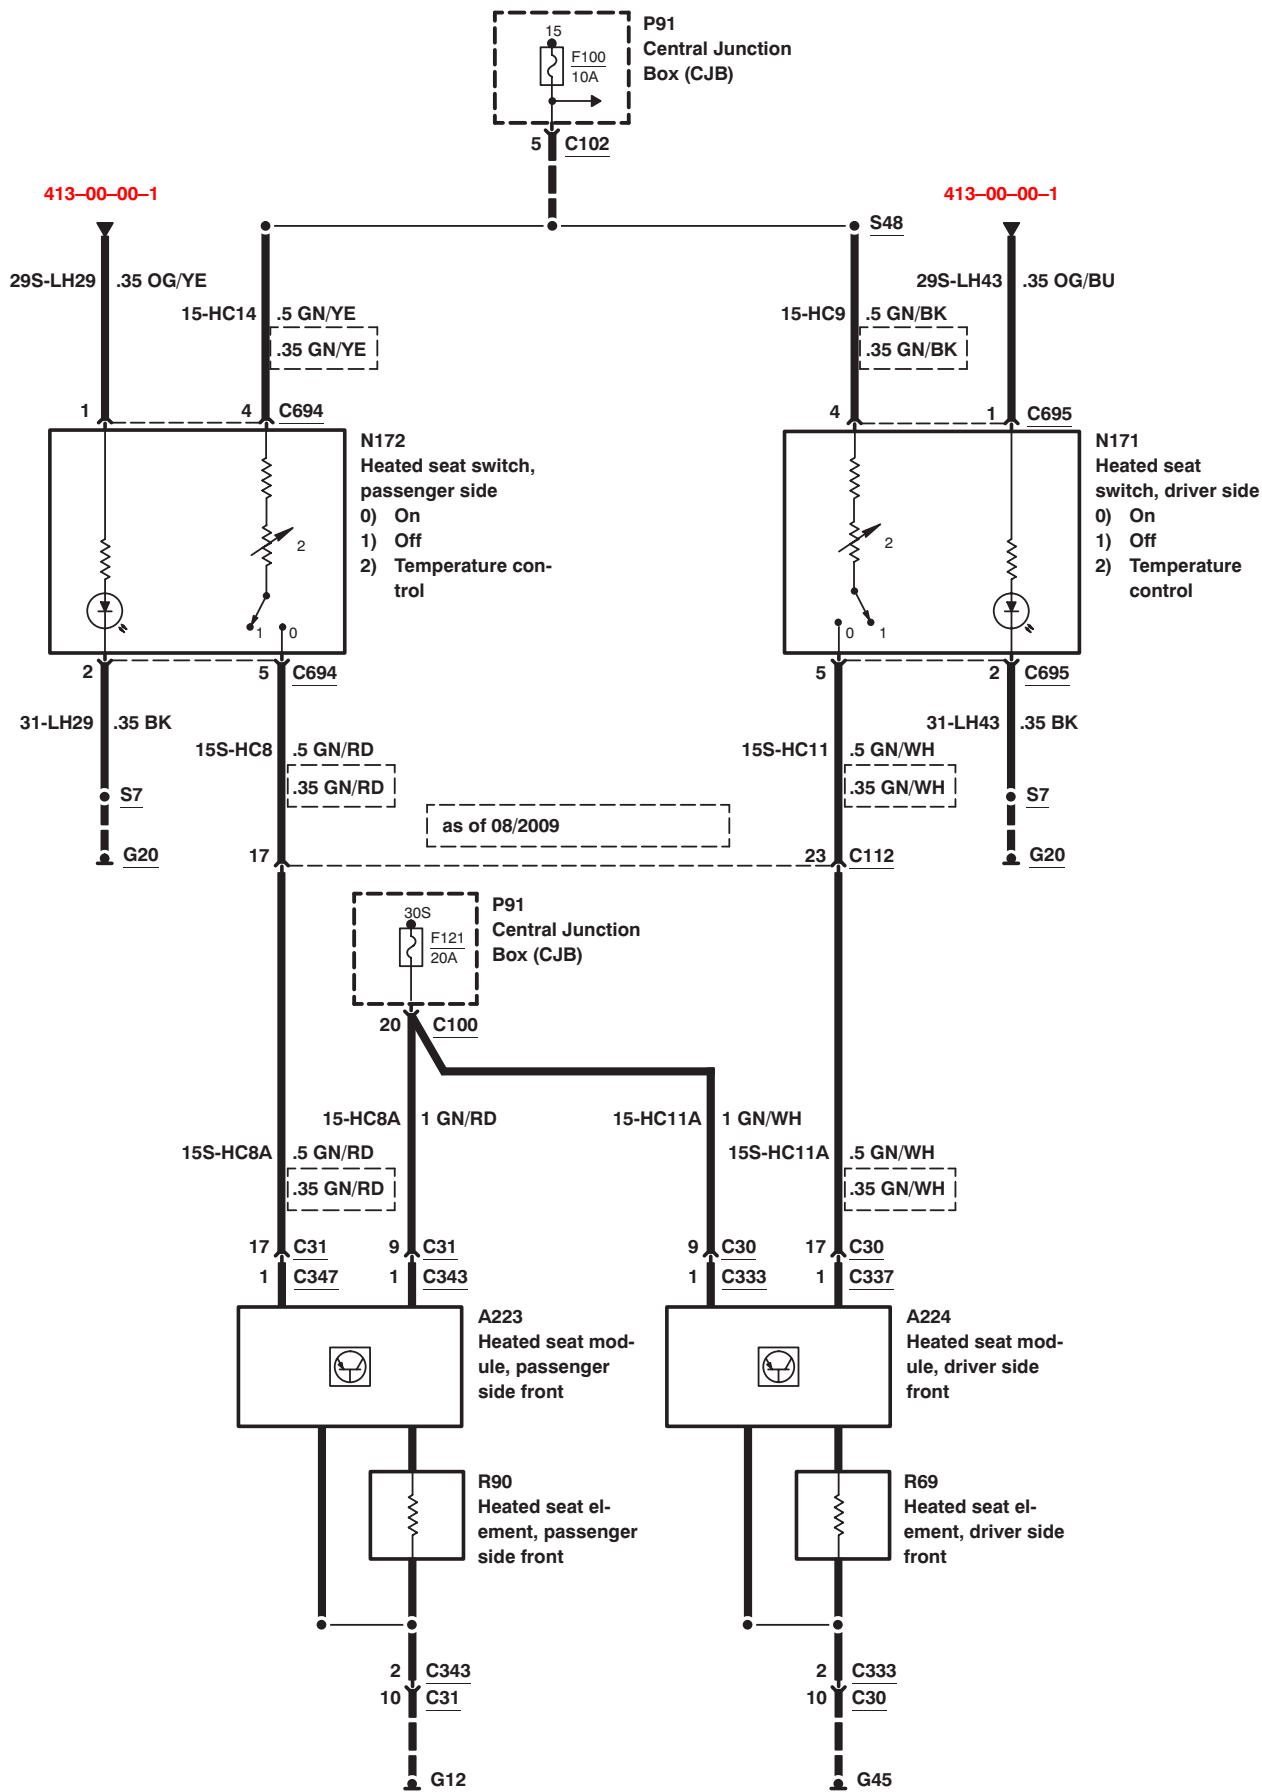 P91
Central Junction
Box (CJB)
15
F100
10A
5 C102
413–00–00–1
413–00–00–1
S48
29S-LH29 .35 OG/YE
15-HC14 .5 GN/YE
.35 GN/YE
15-HC9 .5 GN/BK
.35 GN/BK
29S-LH43 .35 OG/BU
1 4 C694
4 1 C695
N172
Heated seat switch,
passenger side
0) On
1) Off
2) Temperature con-
trol
2
1 0
N171
Heated seat
switch, driver side
0) On
1) Off
2) Temperature
control
2
0 1
2 5 C694
5 2 C695
31-LH29 .35 BK
15S-HC8 .5 GN/RD
.35 GN/RD
15S-HC11 .5 GN/WH
.35 GN/WH
31-LH43 .35 BK
S7
S7
as of 08/2009
G20
17
23 C112
G20
P91
Central Junction
Box (CJB)
30S
F121
20A
20 C100
15-HC8A 1 GN/RD
15-HC11A 1 GN/WH
15S-HC8A .5 GN/RD
.35 GN/RD
15S-HC11A .5 GN/WH
.35 GN/WH
17 C31 9 C31
9 C30 17 C30
1 C347 1 C343
1 C333 1 C337
A223
Heated seat mod-
ule, passenger
side front
A224
Heated seat mod-
ule, driver side
front
R90
Heated seat el-
ement, passenger
side front
R69
Heated seat el-
ement, driver side
front
2 C343
10 C31
2 C333
10 C30
G12
G45